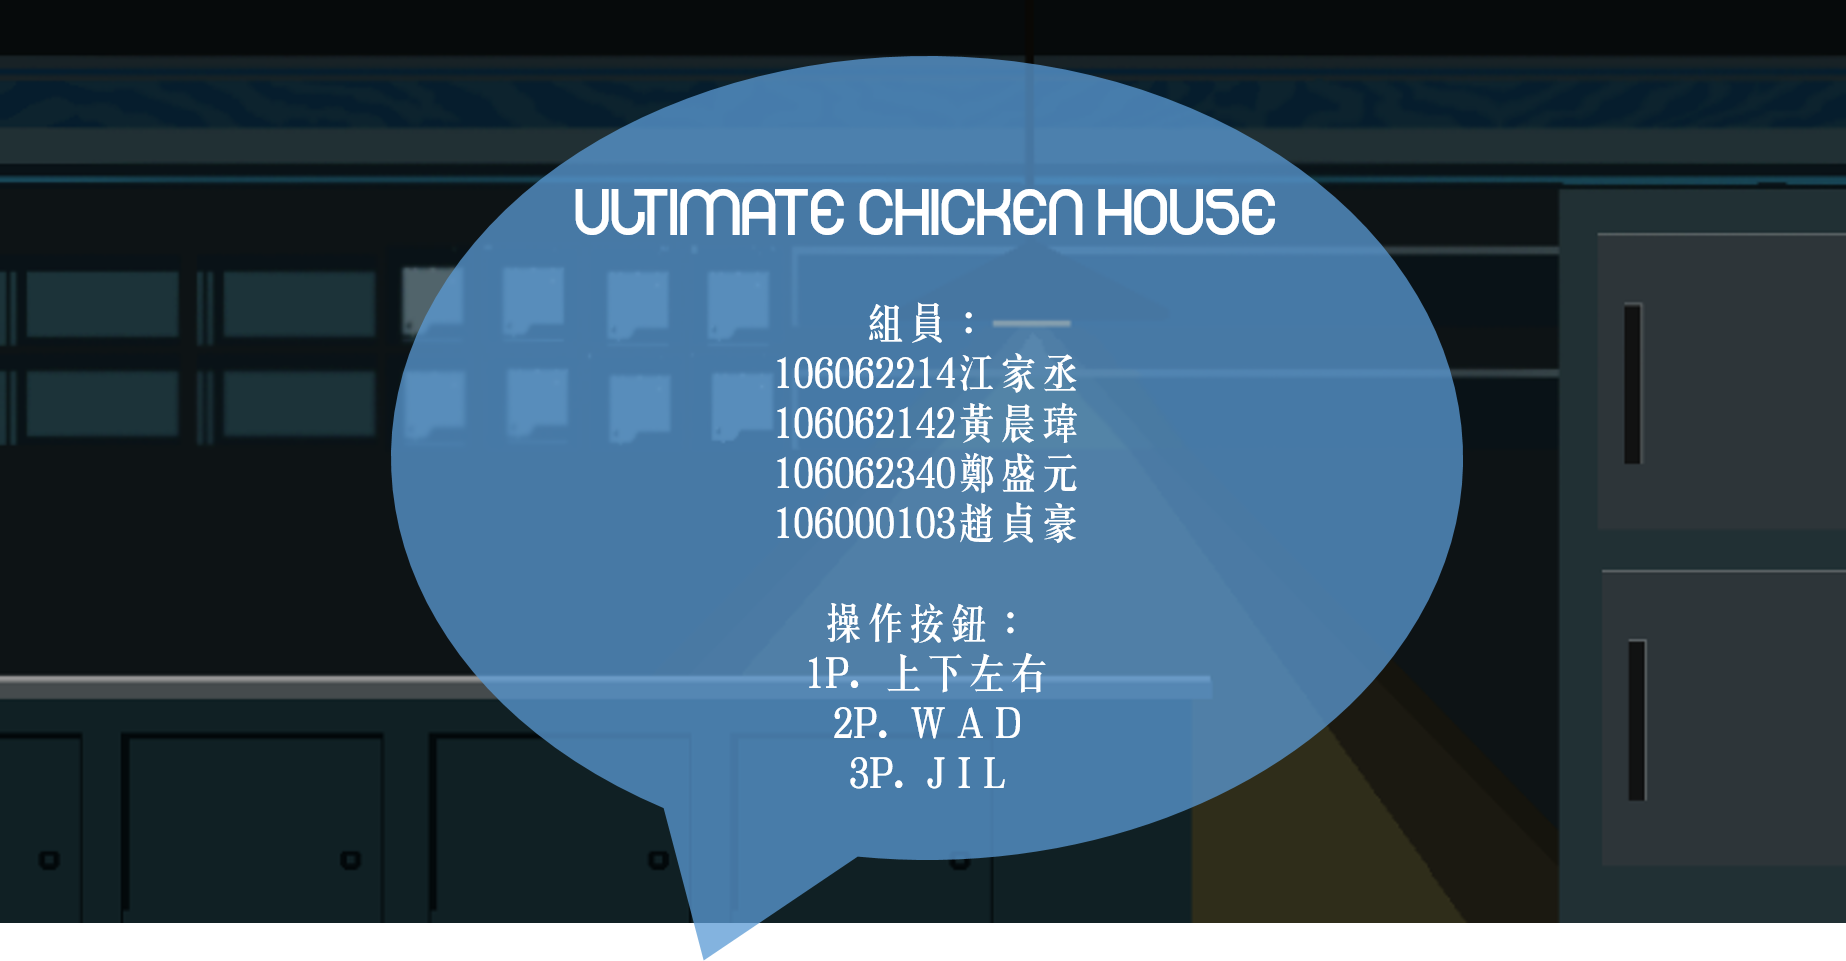 ULTIMATE CHICKEN HOUSE
組員：
106062214江家丞
106062142黃晨瑋
106062340鄭盛元
106000103趙貞豪
操作按鈕：
1P. 上下左右
2P. W A D
3P. J I L